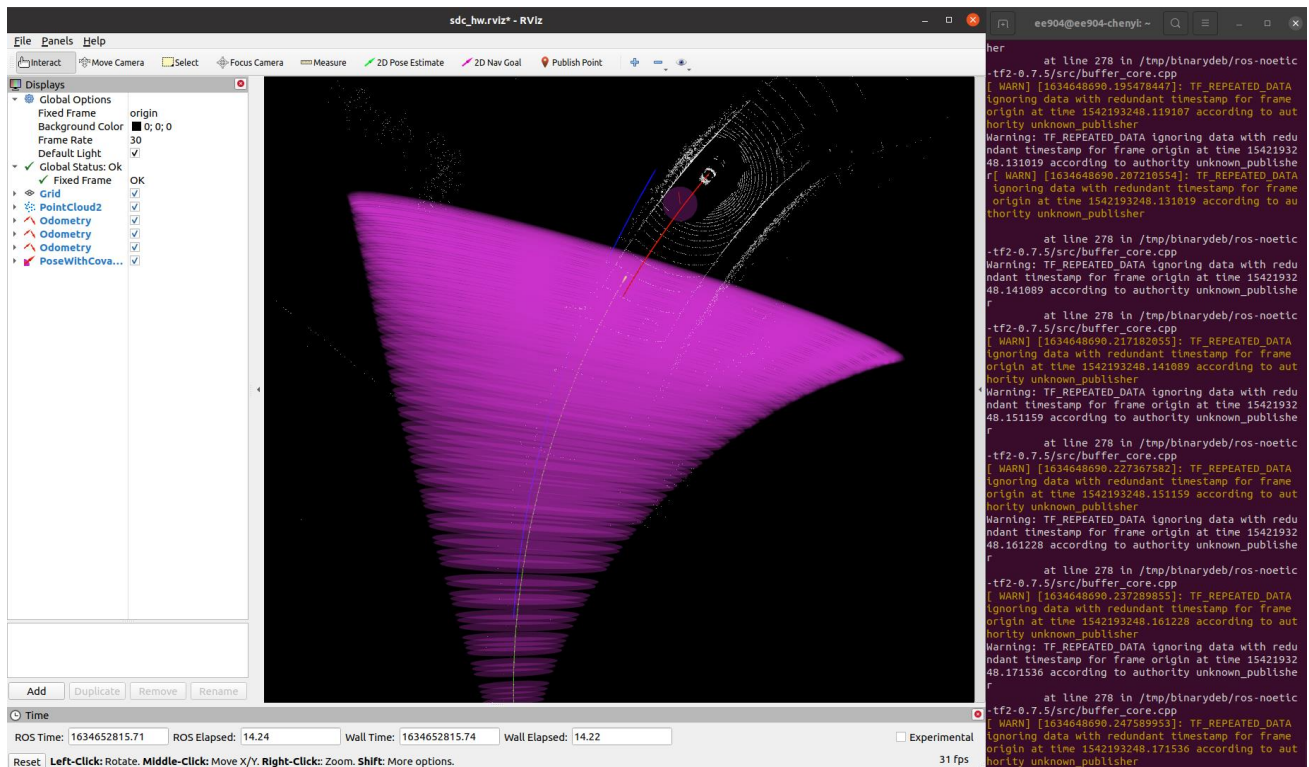 sdc_hw.rviz* - RViz
File Panels Help
Interact Move Camera Select Focus Camera Measure 2D Pose Estimate 2D Nav Goal Publish Point
Displays
Global Options
Fixed Frame origin
Background Color 0; 0; 0
Frame Rate 30
Default Light
Global Status: Ok
Fixed Frame OK
Grid
PointCloud2
Odometry
Odometry
Odometry
PoseWithCova...
Add Duplicate Remove Rename
Time
ROS Time: 1634652815.71 ROS Elapsed: 14.24 Wall Time: 1634652815.74 Wall Elapsed: 14.22 Experimental
Reset Left-Click: Rotate. Middle-Click: Move X/Y. Right-Click:: Zoom. Shift: More options. 31 fps
ee904@ee904-chenyi: ~
her
at line 278 in /tmp/binarydeb/ros-noetic
-tf2-0.7.5/src/buffer_core.cpp
[ WARN] [1634648690.195478447]: TF_REPEATED_DATA
ignoring data with redundant timestamp for frame
origin at time 1542193248.119107 according to aut
hority unknown_publisher
Warning: TF_REPEATED_DATA ignoring data with redu
ndant timestamp for frame origin at time 15421932
48.131019 according to authority unknown_publishe
r[ WARN] [1634648690.207210554]: TF_REPEATED_DATA
ignoring data with redundant timestamp for frame
origin at time 1542193248.131019 according to au
thority unknown_publisher
at line 278 in /tmp/binarydeb/ros-noetic
-tf2-0.7.5/src/buffer_core.cpp
Warning: TF_REPEATED_DATA ignoring data with redu
ndant timestamp for frame origin at time 15421932
48.141089 according to authority unknown_publishe
r
at line 278 in /tmp/binarydeb/ros-noetic
-tf2-0.7.5/src/buffer_core.cpp
[ WARN] [1634648690.217182055]: TF_REPEATED_DATA
ignoring data with redundant timestamp for frame
origin at time 1542193248.141089 according to aut
hority unknown_publisher
Warning: TF_REPEATED_DATA ignoring data with redu
ndant timestamp for frame origin at time 15421932
48.151159 according to authority unknown_publishe
r
at line 278 in /tmp/binarydeb/ros-noetic
-tf2-0.7.5/src/buffer_core.cpp
[ WARN] [1634648690.227367582]: TF_REPEATED_DATA
ignoring data with redundant timestamp for frame
origin at time 1542193248.151159 according to aut
hority unknown_publisher
Warning: TF_REPEATED_DATA ignoring data with redu
ndant timestamp for frame origin at time 15421932
48.161228 according to authority unknown_publishe
r
at line 278 in /tmp/binarydeb/ros-noetic
-tf2-0.7.5/src/buffer_core.cpp
[ WARN] [1634648690.237289855]: TF_REPEATED_DATA
ignoring data with redundant timestamp for frame
origin at time 1542193248.161228 according to aut
hority unknown_publisher
Warning: TF_REPEATED_DATA ignoring data with redu
ndant timestamp for frame origin at time 15421932
48.171536 according to authority unknown_publishe
r
at line 278 in /tmp/binarydeb/ros-noetic
-tf2-0.7.5/src/buffer_core.cpp
[ WARN] [1634648690.247589953]: TF_REPEATED_DATA
ignoring data with redundant timestamp for frame
origin at time 1542193248.171536 according to aut
hority unknown_publisher